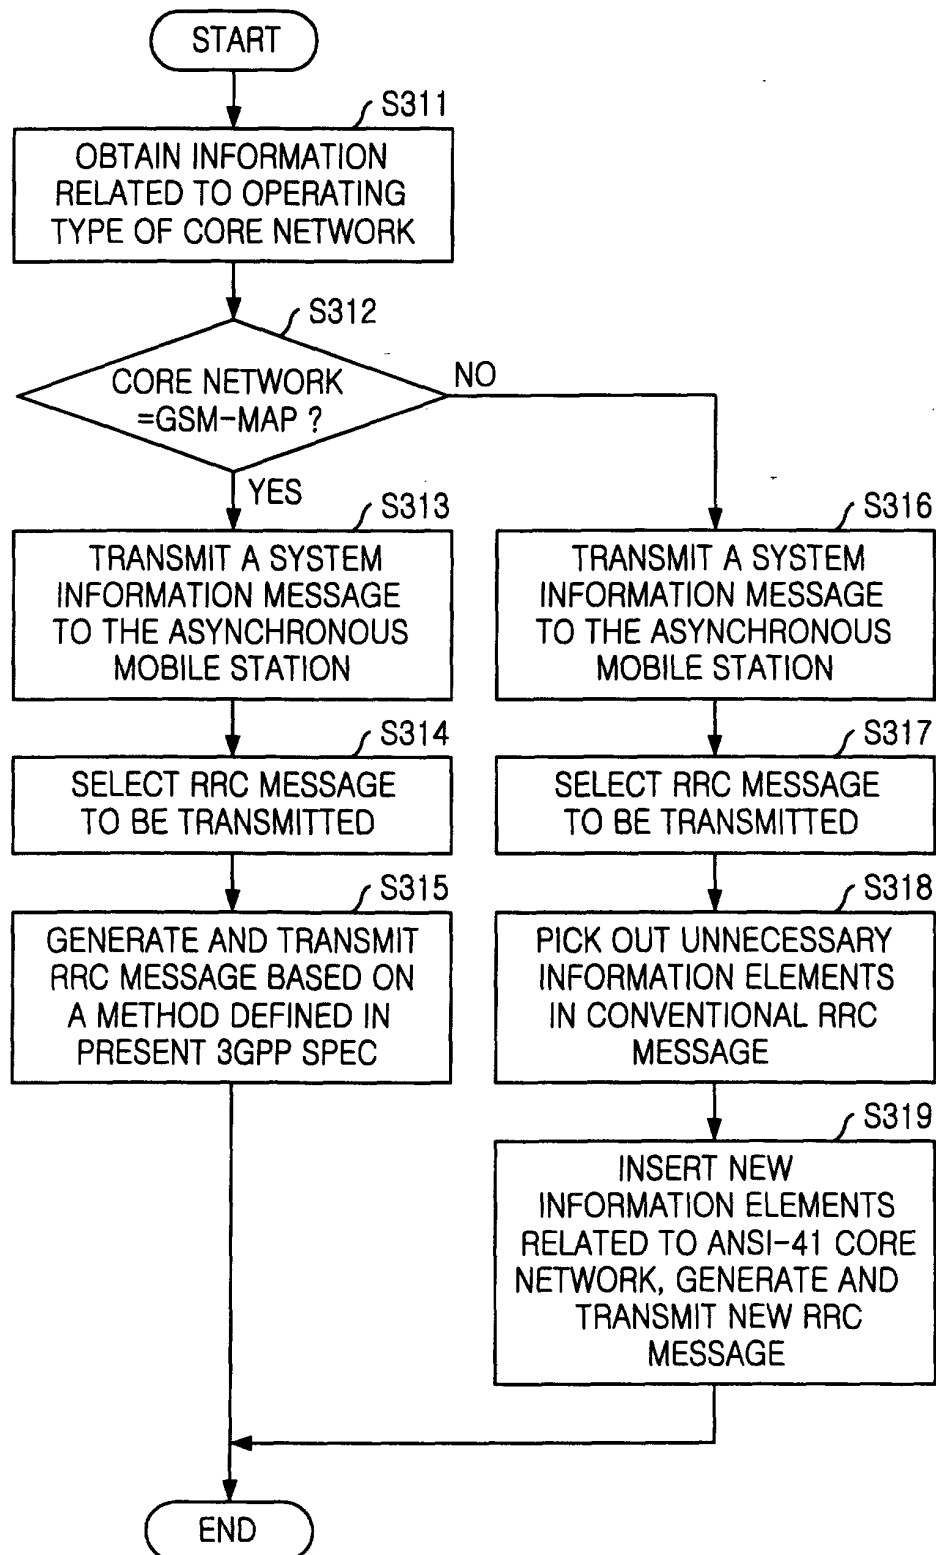 START
S311
OBTAIN INFORMATION
RELATED TO OPERATING
TYPE OF CORE NETWORK
S312
CORE NETWORK
=GSM-MAP ?
NO
YES
S313
TRANSMIT A SYSTEM
INFORMATION MESSAGE
TO THE ASYNCHRONOUS
MOBILE STATION
S314
SELECT RRC MESSAGE
TO BE TRANSMITTED
S315
GENERATE AND TRANSMIT
RRC MESSAGE BASED ON
A METHOD DEFINED IN
PRESENT 3GPP SPEC
S316
TRANSMIT A SYSTEM
INFORMATION MESSAGE
TO THE ASYNCHRONOUS
MOBILE STATION
S317
SELECT RRC MESSAGE
TO BE TRANSMITTED
S318
PICK OUT UNNECESSARY
INFORMATION ELEMENTS
IN CONVENTIONAL RRC
MESSAGE
S319
INSERT NEW
INFORMATION ELEMENTS
RELATED TO ANSI-41 CORE
NETWORK, GENERATE AND
TRANSMIT NEW RRC
MESSAGE
END